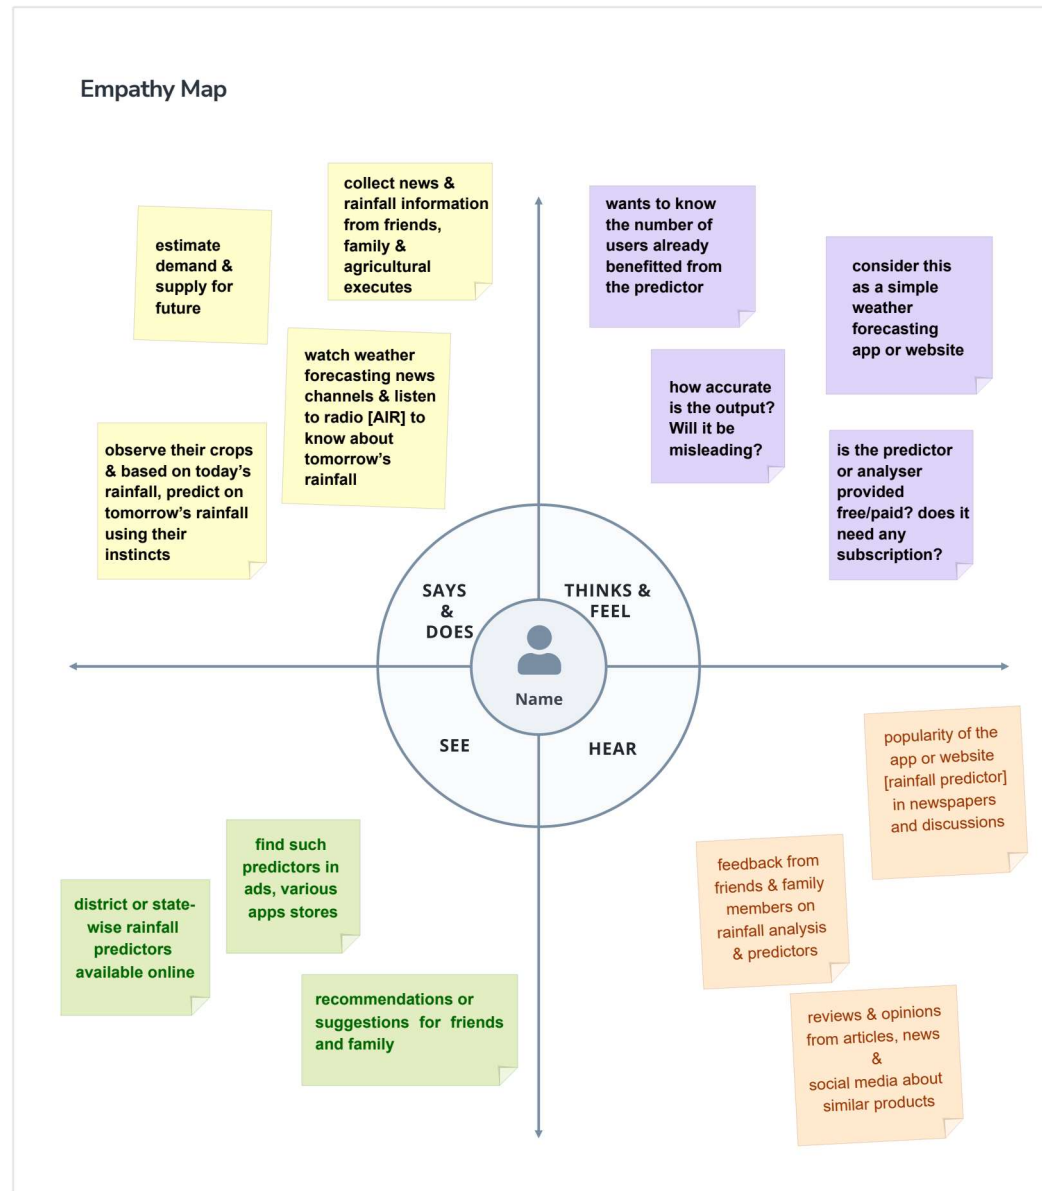 Empathy Map
collect news &
rainfall information
from friends,
family &
agricultural
executes
estimate
demand &
supply for
future
watch weather
forecasting news
channels & listen
to radio [AIR] to
know about
tomorrow's
rainfall
observe their crops
& based on today's
rainfall, predict on
tomorrow's rainfall
using their
instincts
wants to know
the number of
users already
benefitted from
the predictor
consider this
as a simple
weather
forecasting
app or website
how accurate
is the output?
Will it be
misleading?
is the predictor
or analyser
provided
free/paid? does it
need any
subscription?
SAYS
&
DOES
THINKS &
FEEL
Name
SEE
HEAR
find such
predictors in
ads, various
apps stores
district or state-
wise rainfall
predictors
available online
recommendations or
suggestions for friends
and family
popularity of the
app or website
[rainfall predictor]
in newspapers
and discussions
feedback from
friends & family
members on
rainfall analysis
& predictors
reviews & opinions
from articles, news
&
social media about
similar products